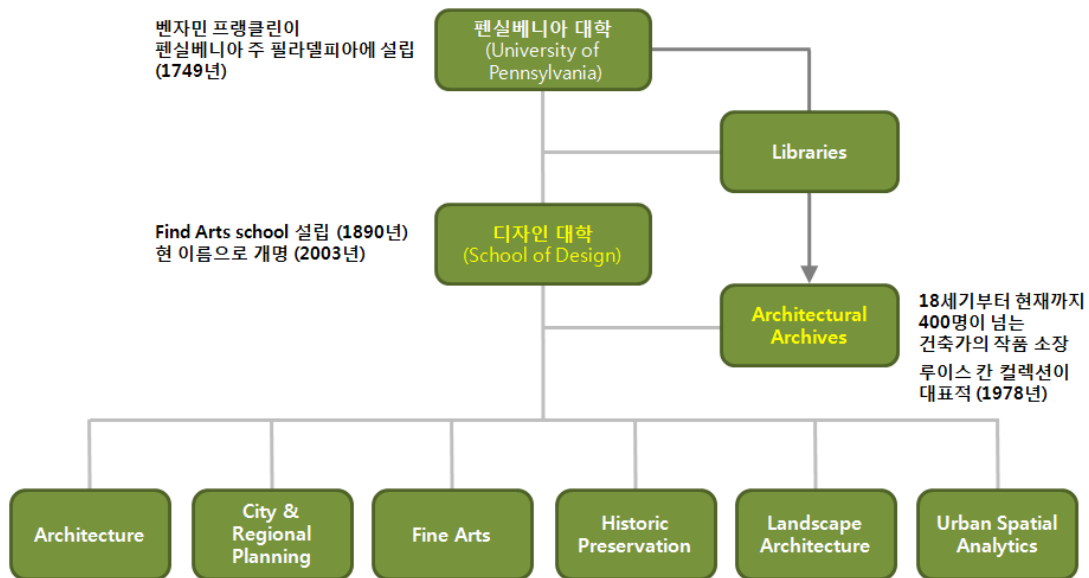 벤자민 프랭클린이
펜실베니아 주 필라델피아에 설립
(1749년)
펜실베니아 대학
(University of
Pennsylvania)
Libraries
Find Arts school 설립 (1890년)
현 이름으로 개명 (2003년)
디자인 대학
(School of Design)
Architectural
Archives
18세기부터 현재까지
400명이 넘는
건축가의 작품 소장
루이스 칸 컬렉션이
대표적 (1978년)
Architecture
City &
Regional
Planning
Fine Arts
Historic
Preservation
Landscape
Architecture
Urban Spatial
Analytics